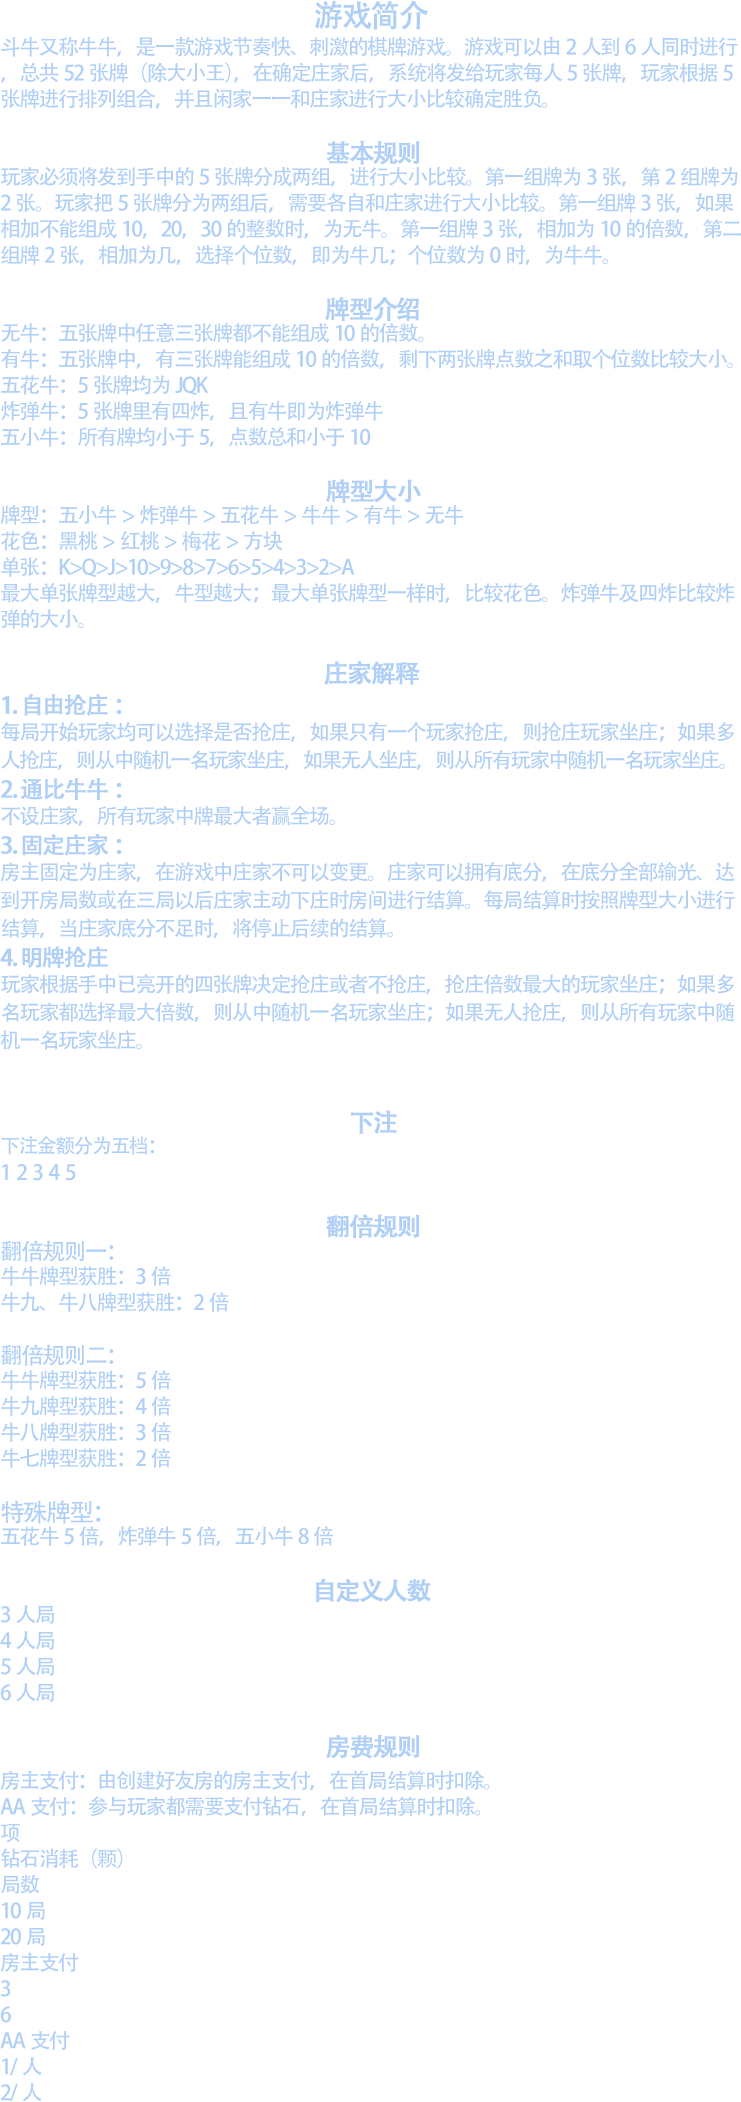 游戏简介
斗牛又称牛牛，是一款游戏节奏快、刺激的棋牌游戏。游戏可以由 2 人到 6 人同时进行
，总共 52 张牌（除大小王），在确定庄家后，系统将发给玩家每人 5 张牌，玩家根据 5
张牌进行排列组合，并且闲家一一和庄家进行大小比较确定胜负。
基本规则
玩家必须将发到手中的 5 张牌分成两组，进行大小比较。第一组牌为 3 张，第 2 组牌为
2 张。玩家把 5 张牌分为两组后，需要各自和庄家进行大小比较。第一组牌 3 张，如果
相加不能组成 10，20，30 的整数时，为无牛。第一组牌 3 张，相加为 10 的倍数，第二
组牌 2 张，相加为几，选择个位数，即为牛几；个位数为 0 时，为牛牛。
牌型介绍
无牛：五张牌中任意三张牌都不能组成 10 的倍数。
有牛：五张牌中，有三张牌能组成 10 的倍数，剩下两张牌点数之和取个位数比较大小。
五花牛：5 张牌均为 JQK
炸弹牛：5 张牌里有四炸，且有牛即为炸弹牛
五小牛：所有牌均小于 5，点数总和小于 10
牌型大小
牌型：五小牛 > 炸弹牛 > 五花牛 > 牛牛 > 有牛 > 无牛
花色：黑桃 > 红桃 > 梅花 > 方块
单张：K>Q>J>10>9>8>7>6>5>4>3>2>A
最大单张牌型越大，牛型越大；最大单张牌型一样时，比较花色。炸弹牛及四炸比较炸
弹的大小。
庄家解释
1. 自由抢庄 ：
每局开始玩家均可以选择是否抢庄，如果只有一个玩家抢庄，则抢庄玩家坐庄；如果多
人抢庄，则从中随机一名玩家坐庄，如果无人坐庄，则从所有玩家中随机一名玩家坐庄。
2. 通比牛牛 ：
不设庄家，所有玩家中牌最大者赢全场。
3. 固定庄家 ：
房主固定为庄家，在游戏中庄家不可以变更。庄家可以拥有底分，在底分全部输光、达
到开房局数或在三局以后庄家主动下庄时房间进行结算。每局结算时按照牌型大小进行
结算，当庄家底分不足时，将停止后续的结算。
4. 明牌抢庄
玩家根据手中已亮开的四张牌决定抢庄或者不抢庄，抢庄倍数最大的玩家坐庄；如果多
名玩家都选择最大倍数，则从中随机一名玩家坐庄；如果无人抢庄，则从所有玩家中随
机一名玩家坐庄。
下注
下注金额分为五档：
1 2 3 4 5
翻倍规则
翻倍规则一：
牛牛牌型获胜：3 倍
牛九、牛八牌型获胜：2 倍
翻倍规则二：
牛牛牌型获胜：5 倍
牛九牌型获胜：4 倍
牛八牌型获胜：3 倍
牛七牌型获胜：2 倍
特殊牌型：
五花牛 5 倍，炸弹牛 5 倍，五小牛 8 倍
自定义人数
3 人局
4 人局
5 人局
6 人局
房费规则
房主支付：由创建好友房的房主支付，在首局结算时扣除。
AA 支付：参与玩家都需要支付钻石，在首局结算时扣除。
项
钻石消耗（颗）
局数
10 局
20 局
房主支付
3
6
AA 支付
1/ 人
2/ 人